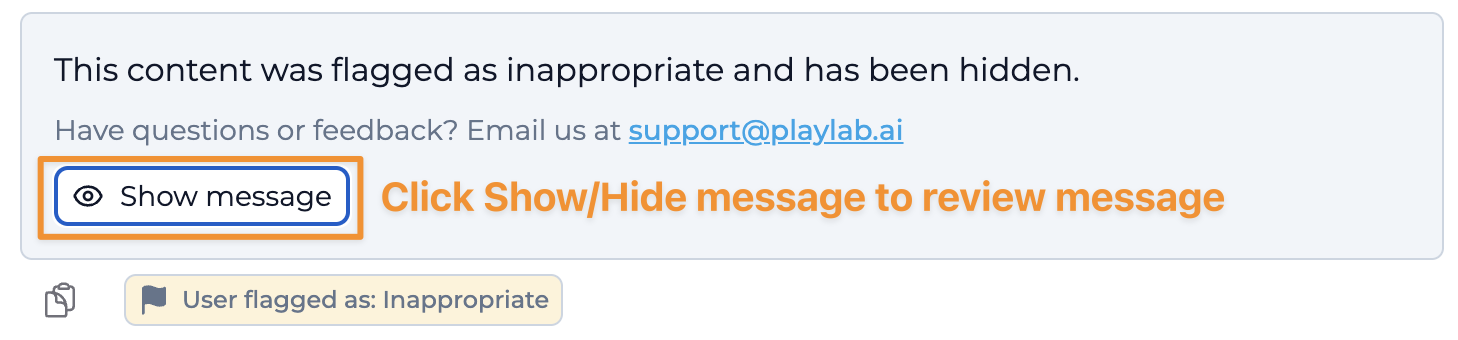 This content was flagged as inappropriate and has been hidden.
Have questions or feedback? Email us at support@playlab.ai
Show message Click Show/Hide message to review message
User flagged as: Inappropriate